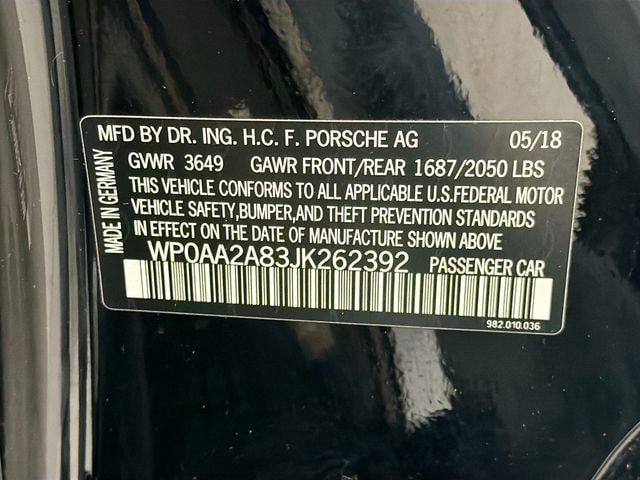 MFD BY DR. ING. H.C. F. PORSCHE AG 05/18
GVWR 3649 GAWR FRONT/REAR 1687/2050 LBS
THIS VEHICLE CONFORMS TO ALL APPLICABLE U.S.FEDERAL MOTOR
VEHICLE SAFETY,BUMPER,AND THEFT PREVENTION STANDARDS
IN EFFECT ON THE DATE OF MANUFACTURE SHOWN ABOVE
WP0AA2A83JK262392 PASSENGER CAR
982.010.036
MADE IN GERMANY